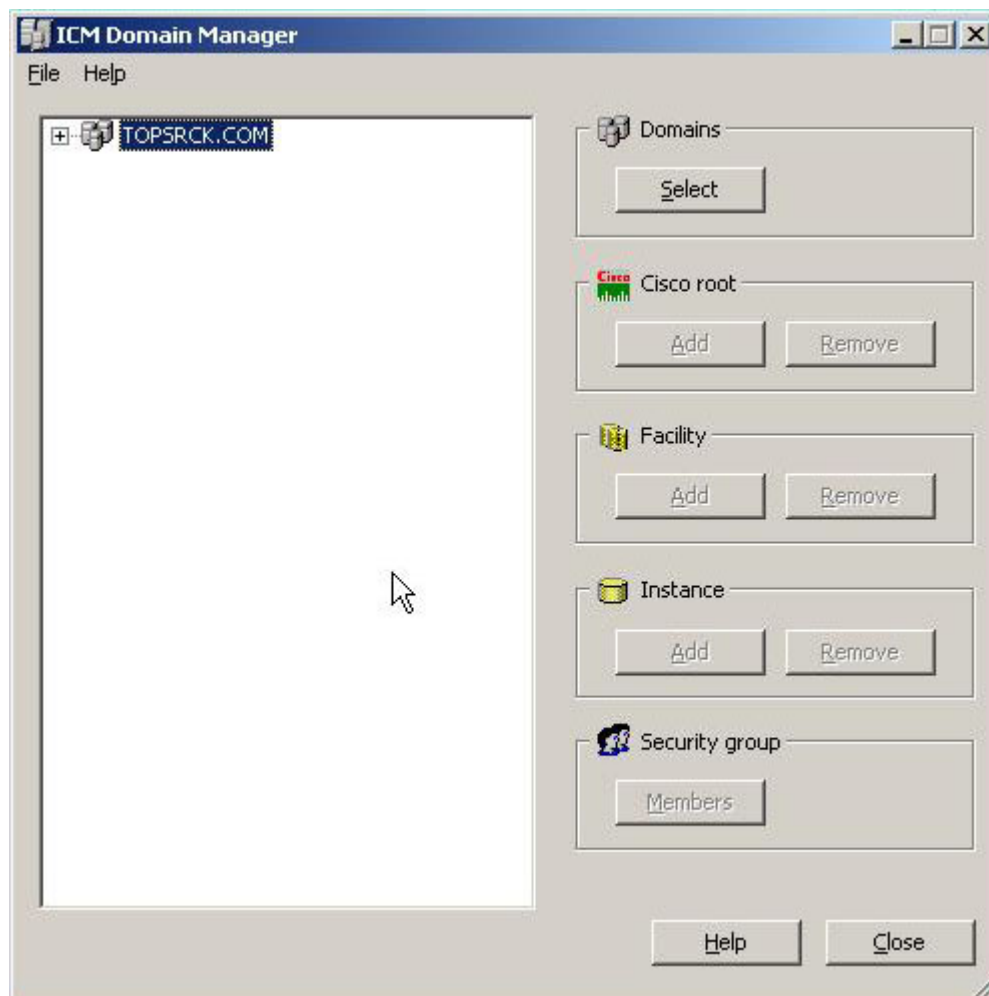 ICM Domain Manager
File Help
TOPSRCK.COM
Domains
Select
Cisco
Cisco root
Add Remove
Facility
Add Remove
Instance
Add Remove
Security group
Members
Help Close